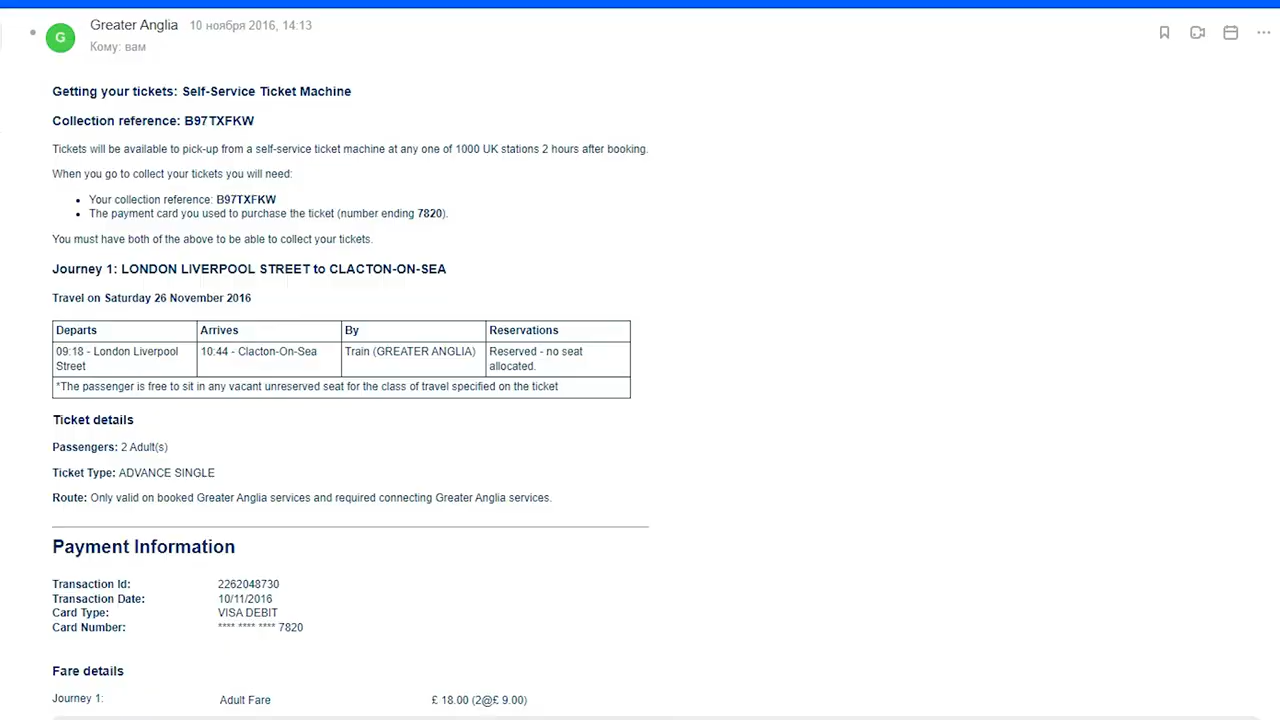 Greater Anglia 10 ноября 2016, 14:13
G
Кому: вам
Getting your tickets: Self-Service Ticket Machine
Collection reference: B97TXFKW
Tickets will be available to pick-up from a self-service ticket machine at any one of 1000 UK stations 2 hours after booking.
When you go to collect your tickets you will need:
• Your collection reference: B97TXFKW
• The payment card you used to purchase the ticket (number ending 7820).
You must have both of the above to be able to collect your tickets.
Journey 1: LONDON LIVERPOOL STREET to CLACTON-ON-SEA
Travel on Saturday 26 November 2016
Departs Arrives By Reservations
09:18 - London Liverpool Street 10:44 - Clacton-On-Sea Train (GREATER ANGLIA) Reserved - no seat allocated.
*The passenger is free to sit in any vacant unreserved seat for the class of travel specified on the ticket
Ticket details
Passengers: 2 Adult(s)
Ticket Type: ADVANCE SINGLE
Route: Only valid on booked Greater Anglia services and required connecting Greater Anglia services.
Payment Information
Transaction Id: 2262048730
Transaction Date: 10/11/2016
Card Type: VISA DEBIT
Card Number: **** **** **** 7820
Fare details
Journey 1: Adult Fare £ 18.00 (2@£ 9.00)